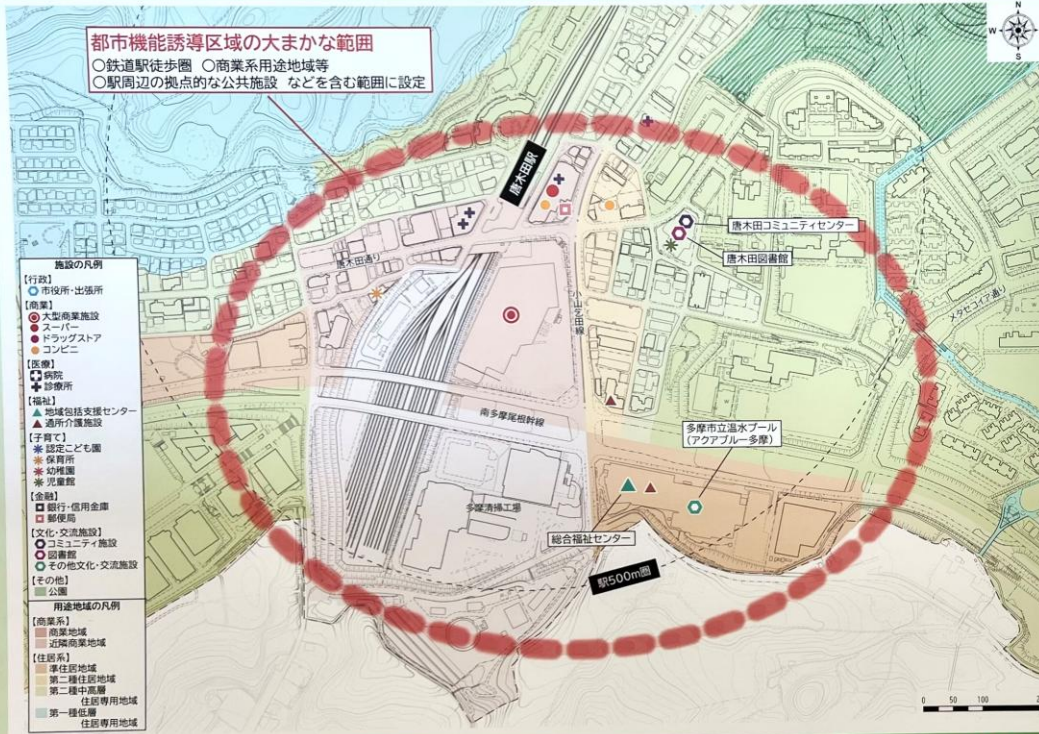 都市機能誘導区域の大まかな範囲
○鉄道駅徒歩圏 ○商業系用途地域等
○駅周辺の拠点的な公共施設 などを含む範囲に設定
N
W
E
S
唐木田駅
唐木田コミュニティセンター
唐木田図書館
唐木田通り
小山乞田線
メタセコイア通り
南多摩尾根幹線
多摩市立温水プール
(アクアブルー多摩)
多摩清掃工場
総合福祉センター
駅500m圏
施設の凡例
【行政】
市役所・出張所
【商業】
大型商業施設
スーパー
ドラッグストア
コンビニ
【医療】
病院
診療所
【福祉】
地域包括支援センター
通所介護施設
【子育て】
認定こども園
保育所
幼稚園
児童館
【金融】
銀行・信用金庫
郵便局
【文化・交流施設】
コミュニティ施設
図書館
その他文化・交流施設
【その他】
公園
用途地域の凡例
【商業系】
商業地域
近隣商業地域
【住居系】
準住居地域
第二種住居地域
第二種中高層
住居専用地域
第一種低層
住居専用地域
0 50 100